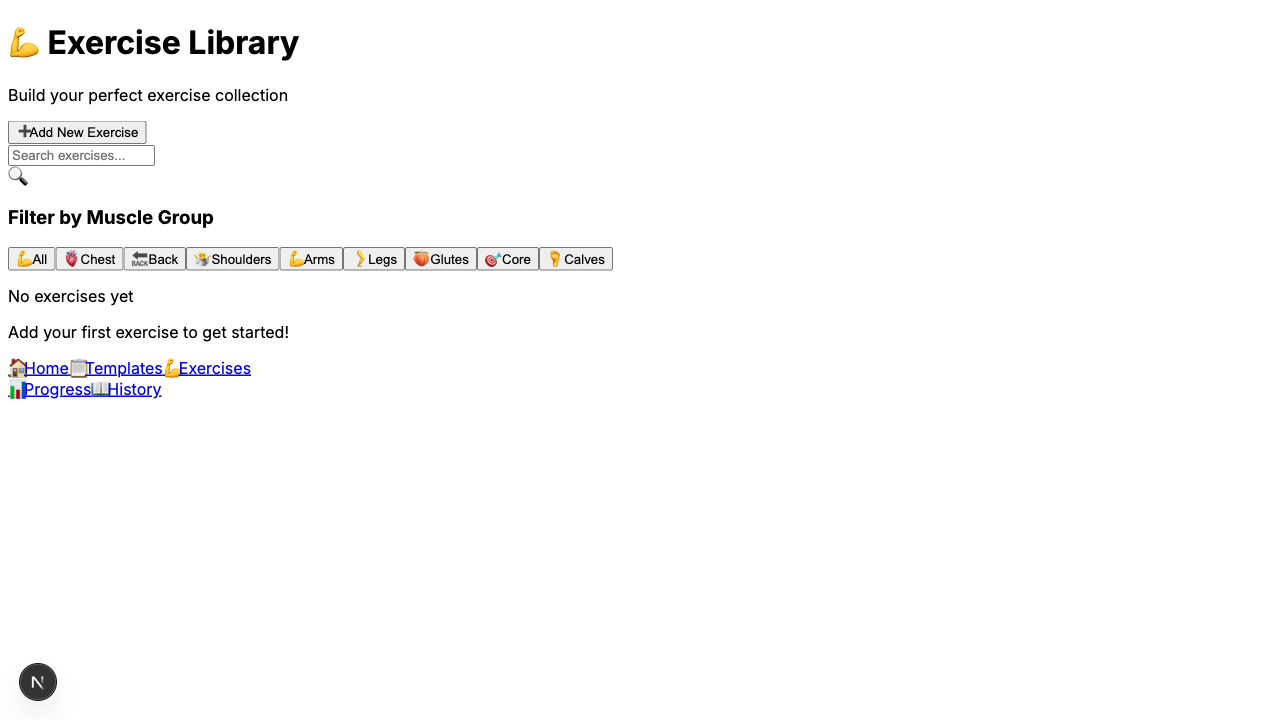 💪 Exercise Library
Build your perfect exercise collection
➕Add New Exercise
Search exercises...
🔍
Filter by Muscle Group
💪All 🫀Chest 🔙Back 🤷Shoulders 💪Arms 🦵Legs 🍑Glutes 🎯Core 🦶Calves
No exercises yet
Add your first exercise to get started!
🏠Home📋Templates💪Exercises
📊Progress📖History
N